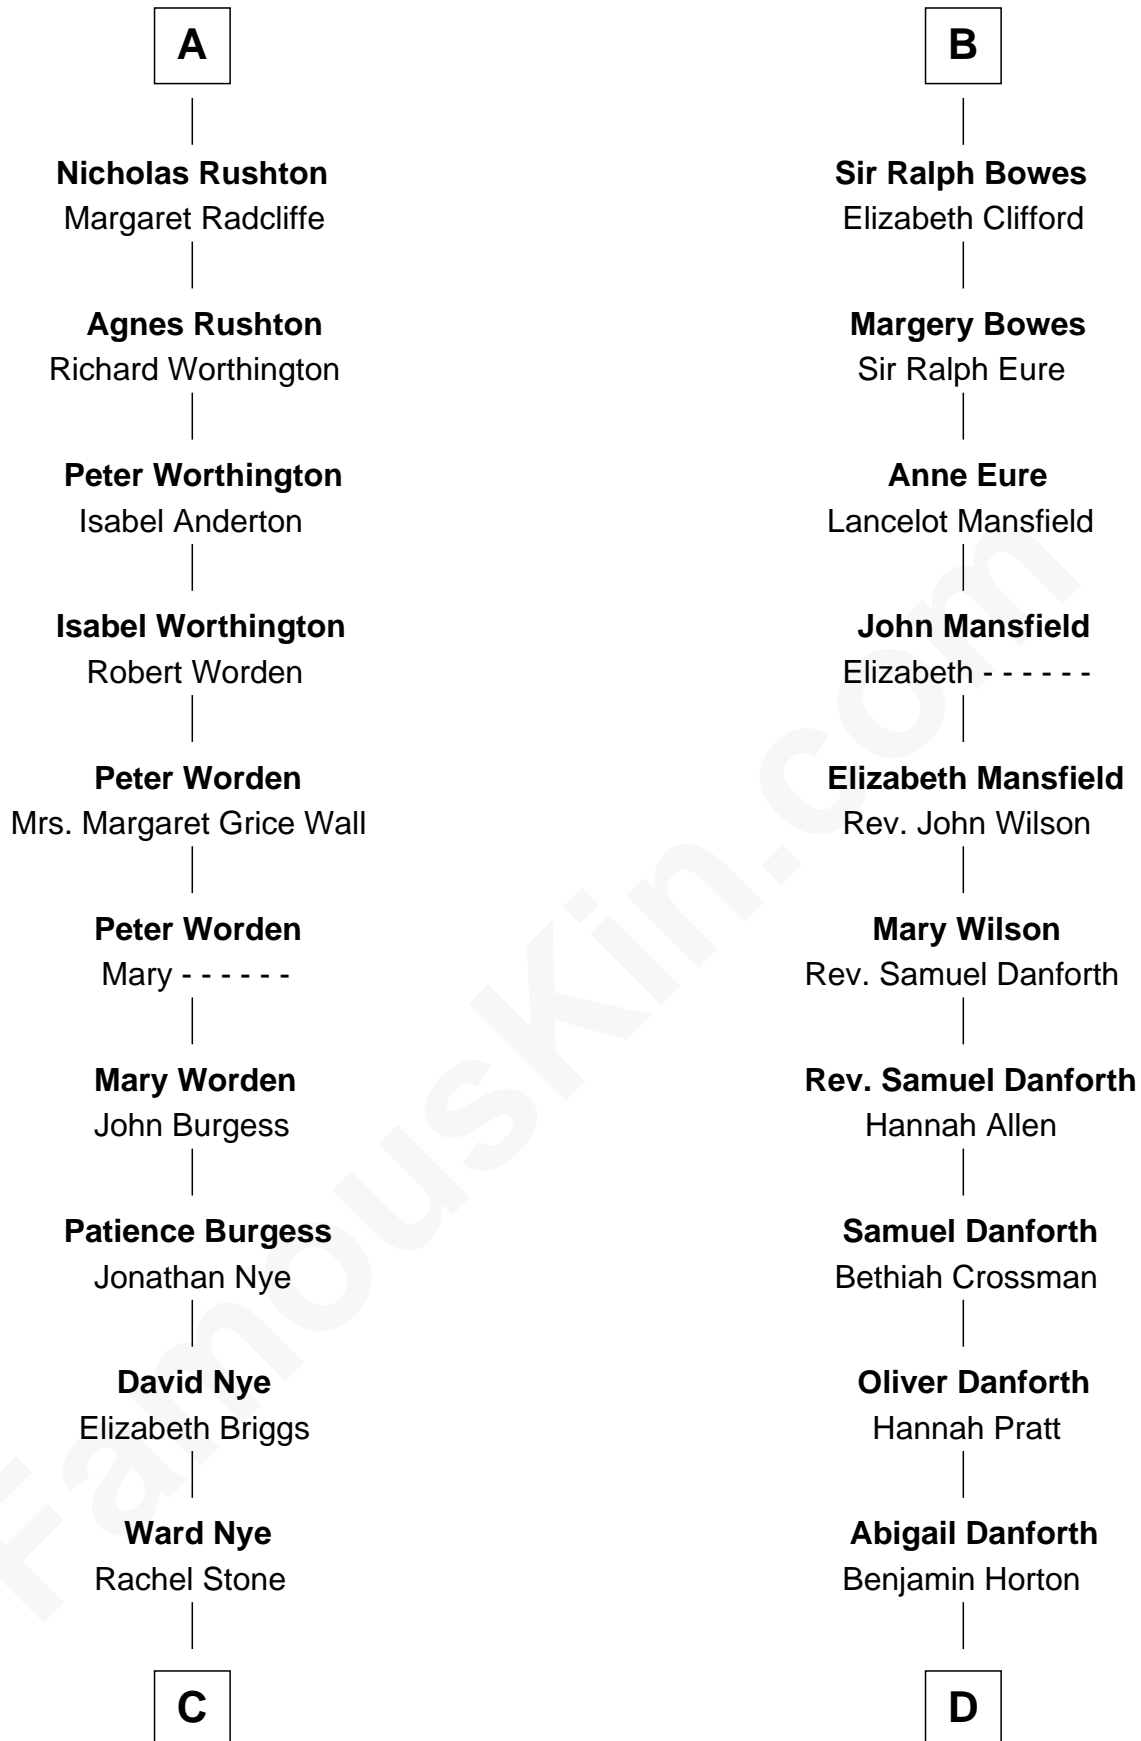 A
Nicholas Rushton
Margaret Radcliffe
Agnes Rushton
Richard Worthington
Peter Worthington
Isabel Anderton
Isabel Worthington
Robert Worden
Peter Worden
Mrs. Margaret Grice Wall
Peter Worden
Mary - - - - - -
Mary Worden
John Burgess
Patience Burgess
Jonathan Nye
David Nye
Elizabeth Briggs
Ward Nye
Rachel Stone
C
B
Sir Ralph Bowes
Elizabeth Clifford
Margery Bowes
Sir Ralph Eure
Anne Eure
Lancelot Mansfield
John Mansfield
Elizabeth - - - - - -
Elizabeth Mansfield
Rev. John Wilson
Mary Wilson
Rev. Samuel Danforth
Rev. Samuel Danforth
Hannah Allen
Samuel Danforth
Bethiah Crossman
Oliver Danforth
Hannah Pratt
Abigail Danforth
Benjamin Horton
D
FamousKin.com